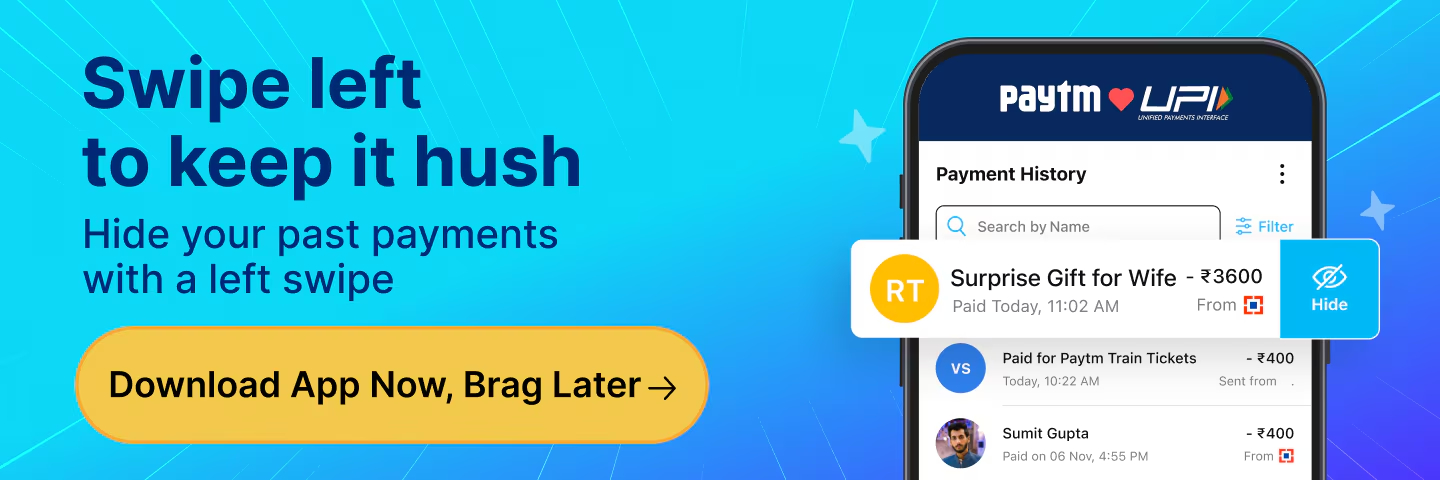 Swipe left
to keep it hush
Hide your past payments
with a left swipe
Download App Now, Brag Later→
paytm ❤ UPI
UNIFIED PAYMENTS INTERFACE
Payment History
Search by Name
Filter
RT
Surprise Gift for Wife - ₹3600
Paid Today, 11:02 AM
From
Hide
VS
Paid for Paytm Train Tickets - ₹400
Today, 10:22 AM
Sent from .
Sumit Gupta - ₹400
Paid on 06 Nov, 4:55 PM
From